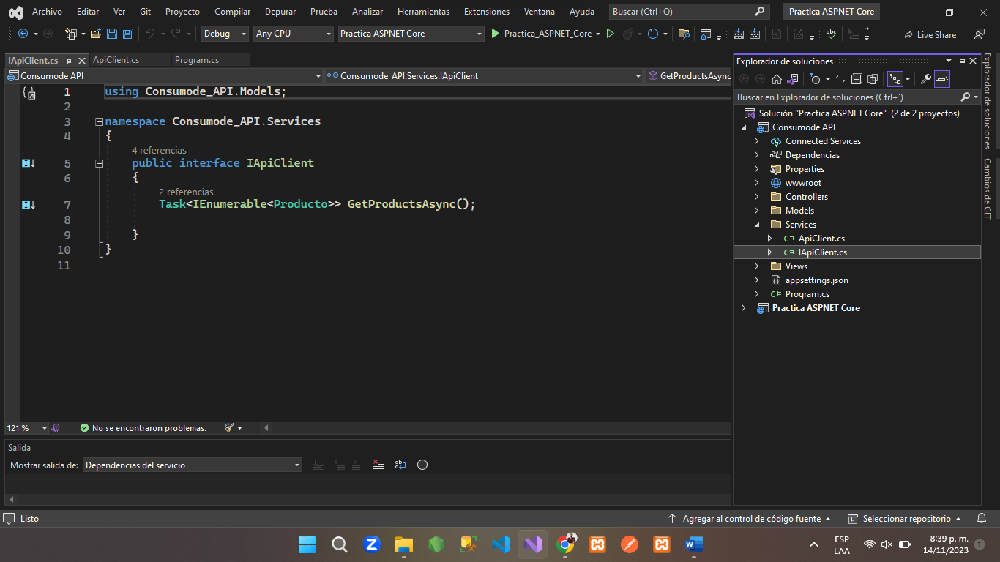 Archivo Editar Ver Git Proyecto Compilar Depurar Prueba Analizar Herramientas Extensiones Ventana Ayuda Buscar (Ctrl+Q) Practica ASPNET Core
Debug Any CPU Practica ASPNET Core Practica_ASPNET_Core Live Share
IApiClient.cs ApiClient.cs Program.cs
Consumode API Consumode_API.Services.IApiClient GetProductsAsync
1 using Consumode_API.Models;
2
3 namespace Consumode_API.Services
4 {
4 referencias
5 public interface IApiClient
6 {
2 referencias
7 Task<IEnumerable<Producto>> GetProductsAsync();
8
9 }
10 }
11
121 % No se encontraron problemas.
Salida
Mostrar salida de: Dependencias del servicio
Explorador de soluciones
Buscar en Explorador de soluciones (Ctrl+´)
Solución "Practica ASPNET Core" (2 de 2 proyectos)
Consumode API
Connected Services
Dependencias
Properties
wwwroot
Controllers
Models
Services
C# ApiClient.cs
C# IApiClient.cs
Views
appsettings.json
C# Program.cs
Practica ASPNET Core
Explorador de soluciones
Cambios de GIT
Listo Agregar al control de código fuente Seleccionar repositorio
ESP
LAA
8:39 p. m.
14/11/2023
1